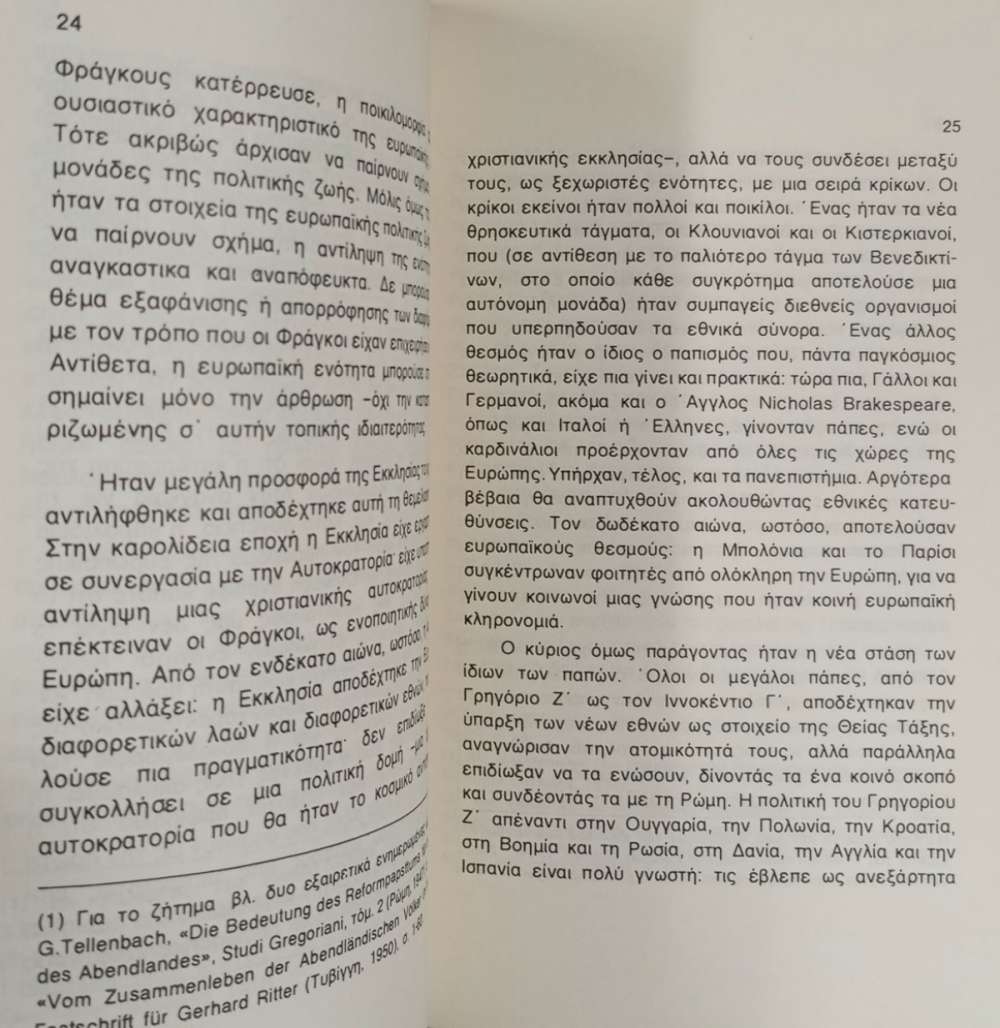 24
Φράγκους κατέρρευσε, η ποικιλομορφία
ουσιαστικό χαρακτηριστικό της ευρωπαϊκής
Τότε ακριβώς άρχισαν να παίρνουν
μονάδες της πολιτικής ζωής. Μόλις όμως
ήταν τα στοιχεία της ευρωπαϊκής πολιτικής
να παίρνουν σχήμα, η αντίληψη της
αναγκαστικα και αναπόφευκτα. Δε
θέμα εξαφάνισης ή απορρόφησης των
με τον τρόπο που οι Φράγκοι είχαν
Αντίθετα, η ευρωπαϊκή ενότητα μπορούσε
σημαίνει μόνο την άρθρωση –όχι την
ριζωμένης σ᾿ αυτήν τοπικής ιδιαιτερότητας
῾Ηταν μεγάλη προσφορά της Εκκλησίας
αντιλήφθηκε και αποδέχτηκε αυτή τη
Στην καρολίδεια εποχή η Εκκλησία είχε
σε συνεργασία με την Αυτοκρατορία· είχε
αντίληψη μιας χριστιανικής αυτοκρατορίας,
επέκτειναν οι Φράγκοι, ως ενοποιητικής
Ευρώπη. Από τον ενδέκατο αιώνα, ωστόσο,
είχε αλλάξει: η Εκκλησία αποδέχτηκε την
διαφορετικών λαών και διαφορετικών εθνών,
λούσε πια πραγματικότητα· δεν επιδίωξε
συγκολλήσει σε μια πολιτική δομή –μια
αυτοκρατορία που θα ήταν το κοσμικό
(1) Για το ζήτημα βλ. δυο εξαιρετικά ενημερωμένες
G.Tellenbach, «Die Bedeutung des Reformpapsttums
des Abendlandes», Studi Gregoriani, τόμ. 2 (Ρώμη, 1947
«Vom Zusammenleben der Abendländischen Völker
Festschrift für Gerhard Ritter (Τυβίγγη, 1950), σ. 1-60.
25
χριστιανικής εκκλησίας–, αλλά να τους συνδέσει μεταξύ
τους, ως ξεχωριστές ενότητες, με μια σειρά κρίκων. Οι
κρίκοι εκείνοι ήταν πολλοί και ποικίλοι. ῾Ενας ήταν τα νέα
θρησκευτικά τάγματα, οι Κλουνιανοί και οι Κιστερκιανοί,
που (σε αντίθεση με το παλιότερο τάγμα των Βενεδικτί-
νων, στο οποίο κάθε συγκρότημα αποτελούσε μια
αυτόνομη μονάδα) ήταν συμπαγείς διεθνείς οργανισμοί
που υπερπηδούσαν τα εθνικά σύνορα. ῾Ενας άλλος
θεσμός ήταν ο ίδιος ο παπισμός που, πάντα παγκόσμιος
θεωρητικά, είχε πια γίνει και πρακτικά: τώρα πια, Γάλλοι και
Γερμανοί, ακόμα και ο ῾Αγγλος Nicholas Brakespeare,
όπως και Ιταλοί ή ῾Ελληνες, γίνονταν πάπες, ενώ οι
καρδινάλιοι προέρχονταν από όλες τις χώρες της
Ευρώπης. Υπήρχαν, τέλος, και τα πανεπιστήμια. Αργότερα
βέβαια θα αναπτυχθούν ακολουθώντας εθνικές κατευ-
θύνσεις. Τον δωδέκατο αιώνα, ωστόσο, αποτελούσαν
ευρωπαϊκούς θεσμούς: η Μπολόνια και το Παρίσι
συγκέντρωναν φοιτητές από ολόκληρη την Ευρώπη, για να
γίνουν κοινωνοί μιας γνώσης που ήταν κοινή ευρωπαϊκή
κληρονομιά.
Ο κύριος όμως παράγοντας ήταν η νέα στάση των
ίδιων των παπών. ῾Ολοι οι μεγάλοι πάπες, από τον
Γρηγόριο Ζ΄ ως τον Ιννοκέντιο Γ΄, αποδέχτηκαν την
ύπαρξη των νέων εθνών ως στοιχείο της Θείας Τάξης,
αναγνώρισαν την ατομικότητά τους, αλλά παράλληλα
επιδίωξαν να τα ενώσουν, δίνοντάς τα ένα κοινό σκοπό
και συνδέοντάς τα με τη Ρώμη. Η πολιτική του Γρηγορίου
Ζ΄ απέναντι στην Ουγγαρία, την Πολωνία, την Κροατία,
στη Βοημία και τη Ρωσία, στη Δανία, την Αγγλία και την
Ισπανία είναι πολύ γνωστή: τις έβλεπε ως ανεξάρτητα